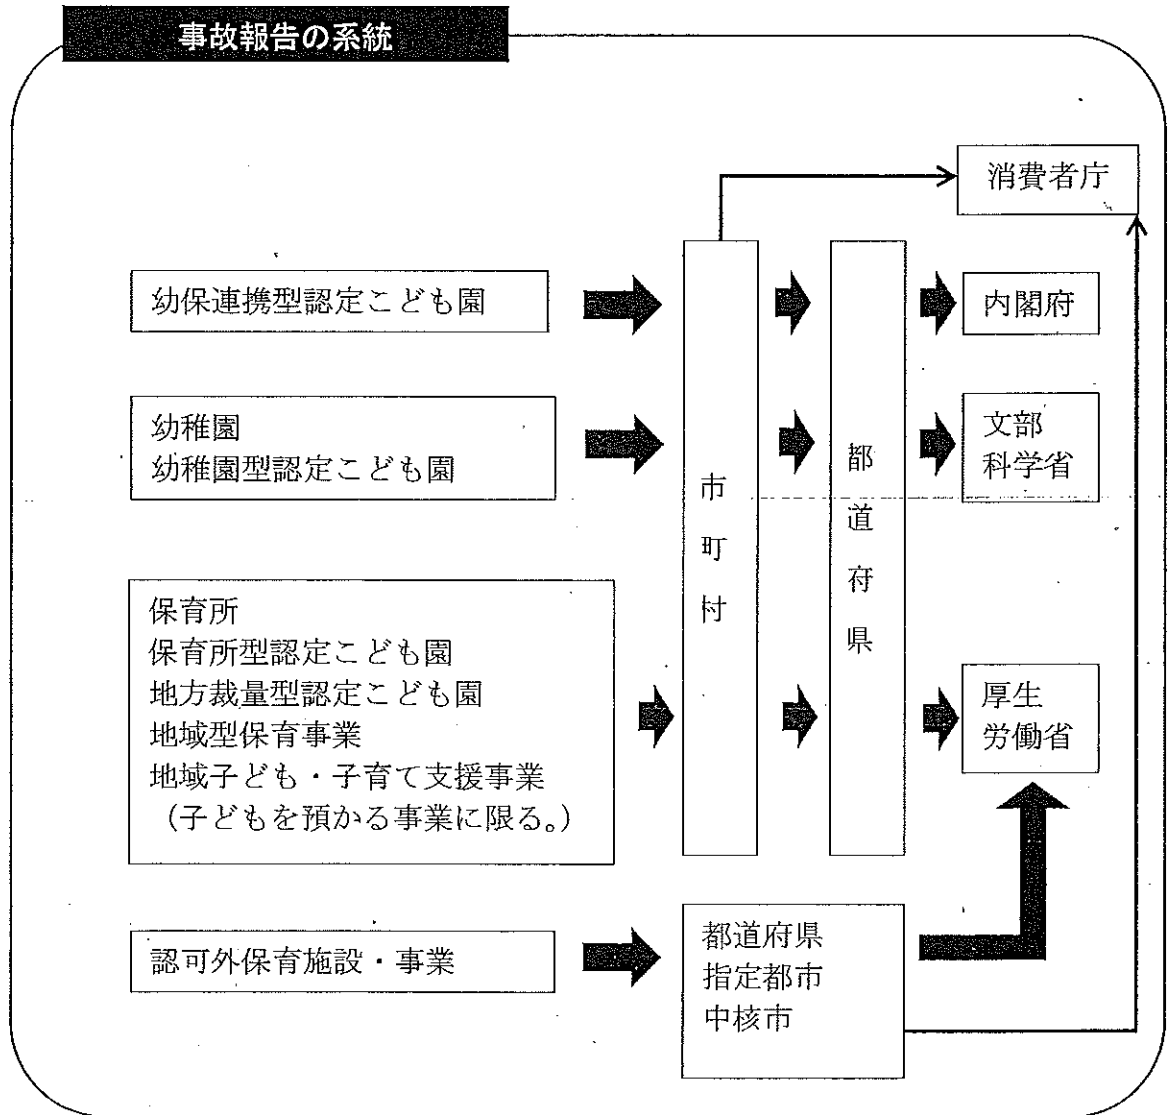 事故報告の系統
消費者庁
幼保連携型認定こども園
内閣府
幼稚園
幼稚園型認定こども園
文部
科学省
市町村
都道府県
保育所
保育所型認定こども園
地方裁量型認定こども園
地域型保育事業
地域子ども・子育て支援事業
(子どもを預かる事業に限る。)
厚生
労働省
認可外保育施設・事業
都道府県
指定都市
中核市